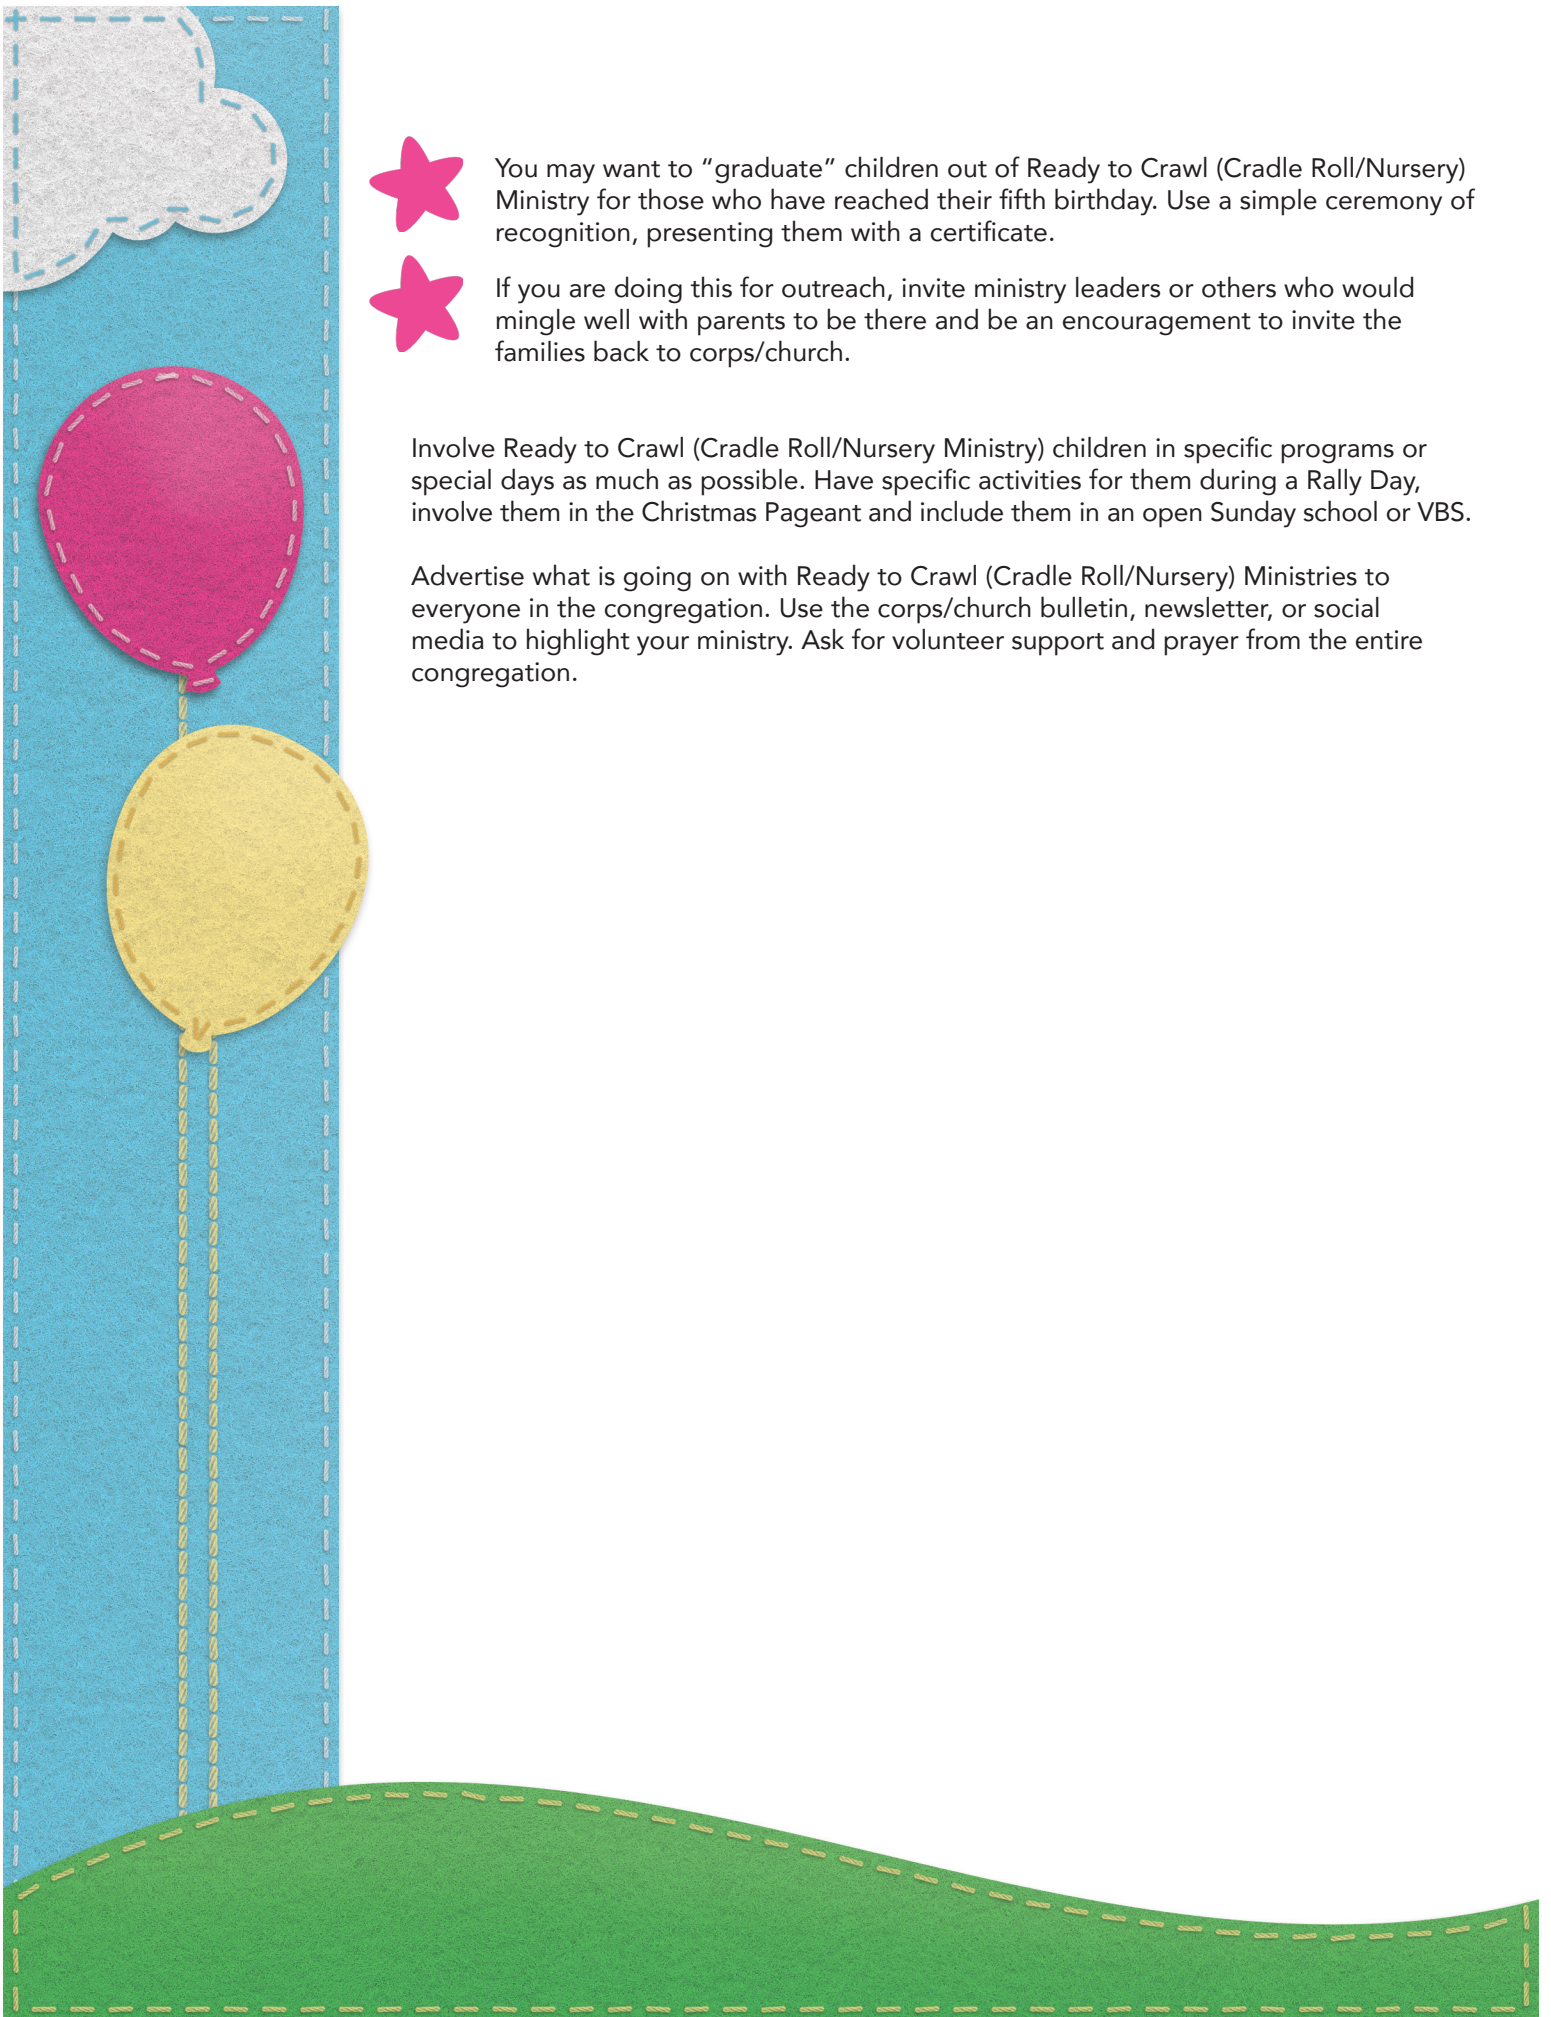 You may want to “graduate” children out of Ready to Crawl (Cradle Roll/Nursery)
Ministry for those who have reached their fifth birthday. Use a simple ceremony of
recognition, presenting them with a certificate.
If you are doing this for outreach, invite ministry leaders or others who would
mingle well with parents to be there and be an encouragement to invite the
families back to corps/church.
Involve Ready to Crawl (Cradle Roll/Nursery Ministry) children in specific programs or
special days as much as possible. Have specific activities for them during a Rally Day,
involve them in the Christmas Pageant and include them in an open Sunday school or VBS.
Advertise what is going on with Ready to Crawl (Cradle Roll/Nursery) Ministries to
everyone in the congregation. Use the corps/church bulletin, newsletter, or social
media to highlight your ministry. Ask for volunteer support and prayer from the entire
congregation.